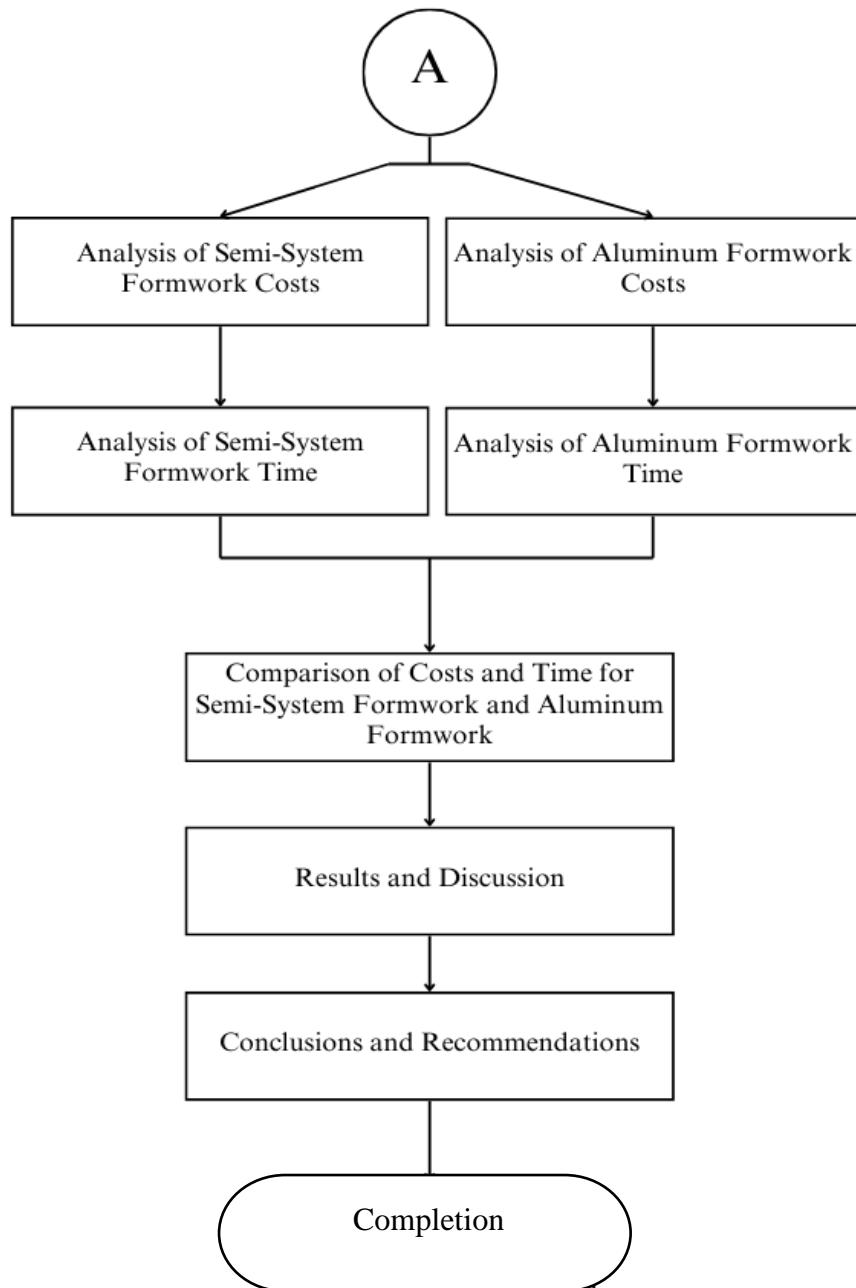 A
Analysis of Semi-System
Formwork Costs
Analysis of Aluminum Formwork
Costs
Analysis of Semi-System
Formwork Time
Analysis of Aluminum Formwork
Time
Comparison of Costs and Time for
Semi-System Formwork and Aluminum
Formwork
Results and Discussion
Conclusions and Recommendations
Completion